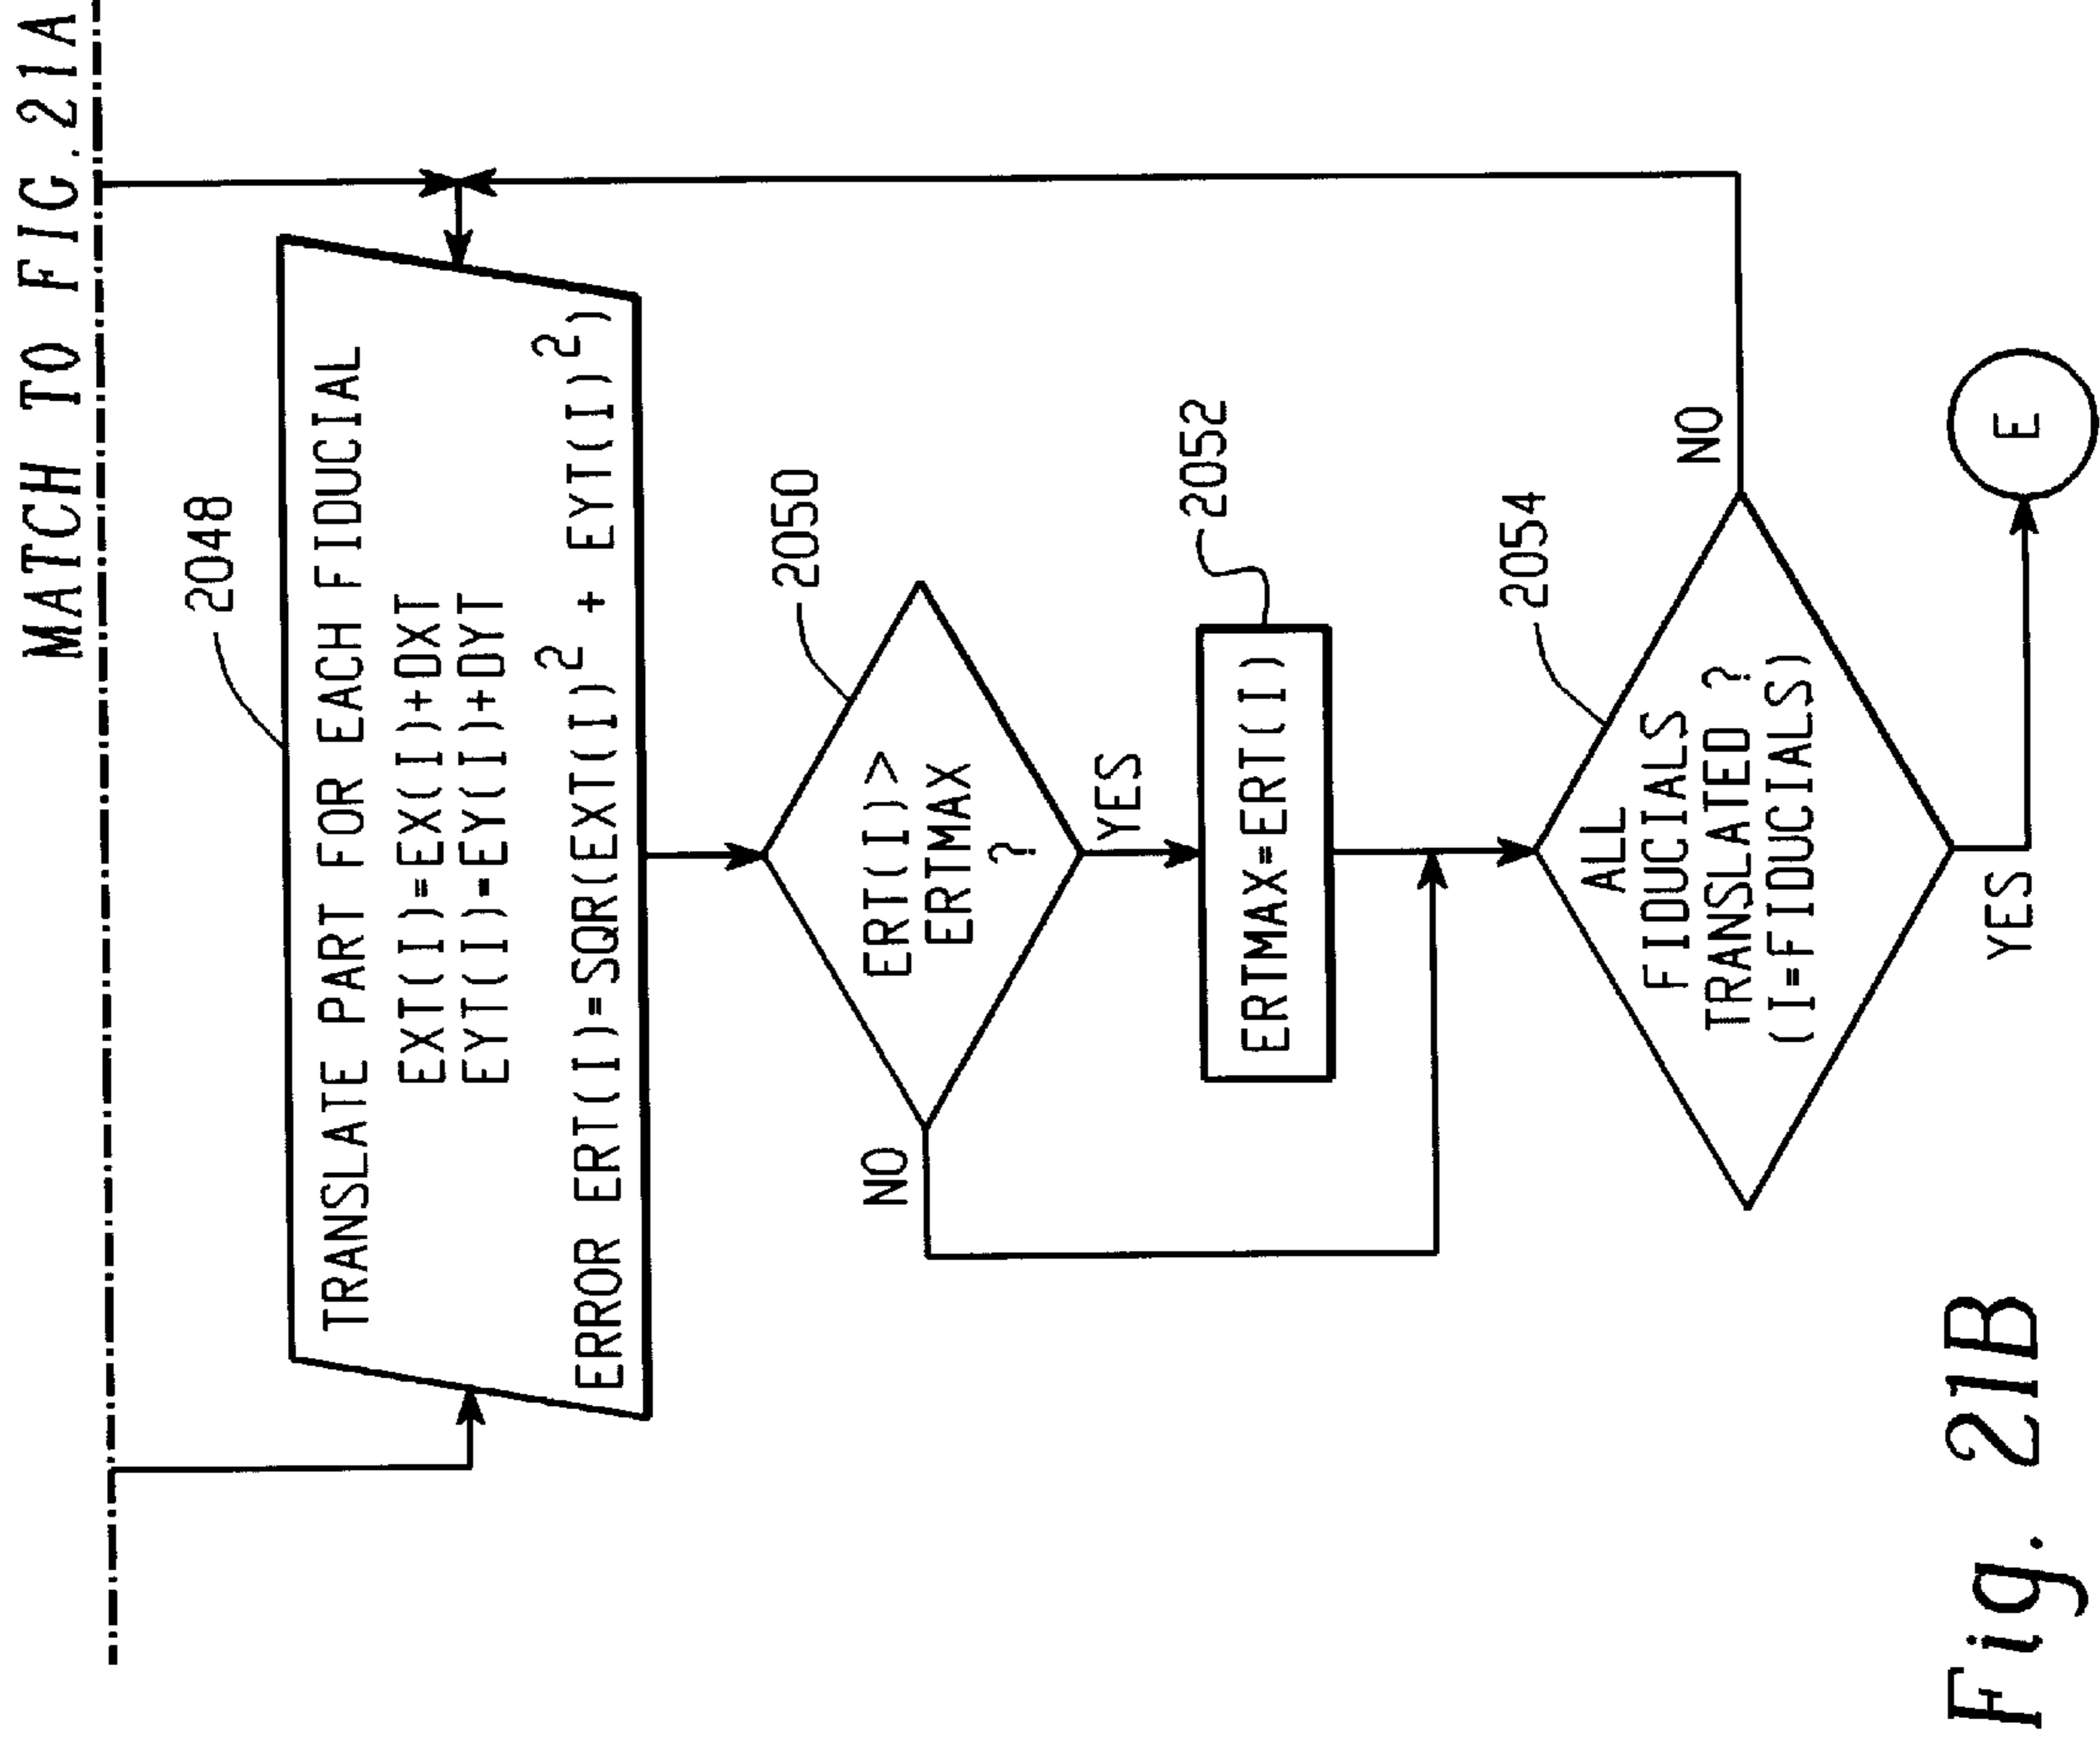 MATCH TO FIG. 21A
2048
TRANSLATE PART FOR EACH FIDUCIAL
EXT(I)=EX(I)+DXT
EYT(I)=EY(I)+DYT
ERROR ERT(I)=SQR(EXT(I)² + EYT(I)²)
2050
ERT(I)>
ERTMAX
?
NO
YES
2052
ERTMAX=ERT(I)
2054
ALL
FIDUCIALS
TRANSLATED ?
(I=FIDUCIALS)
NO
YES
E
Fig. 21B